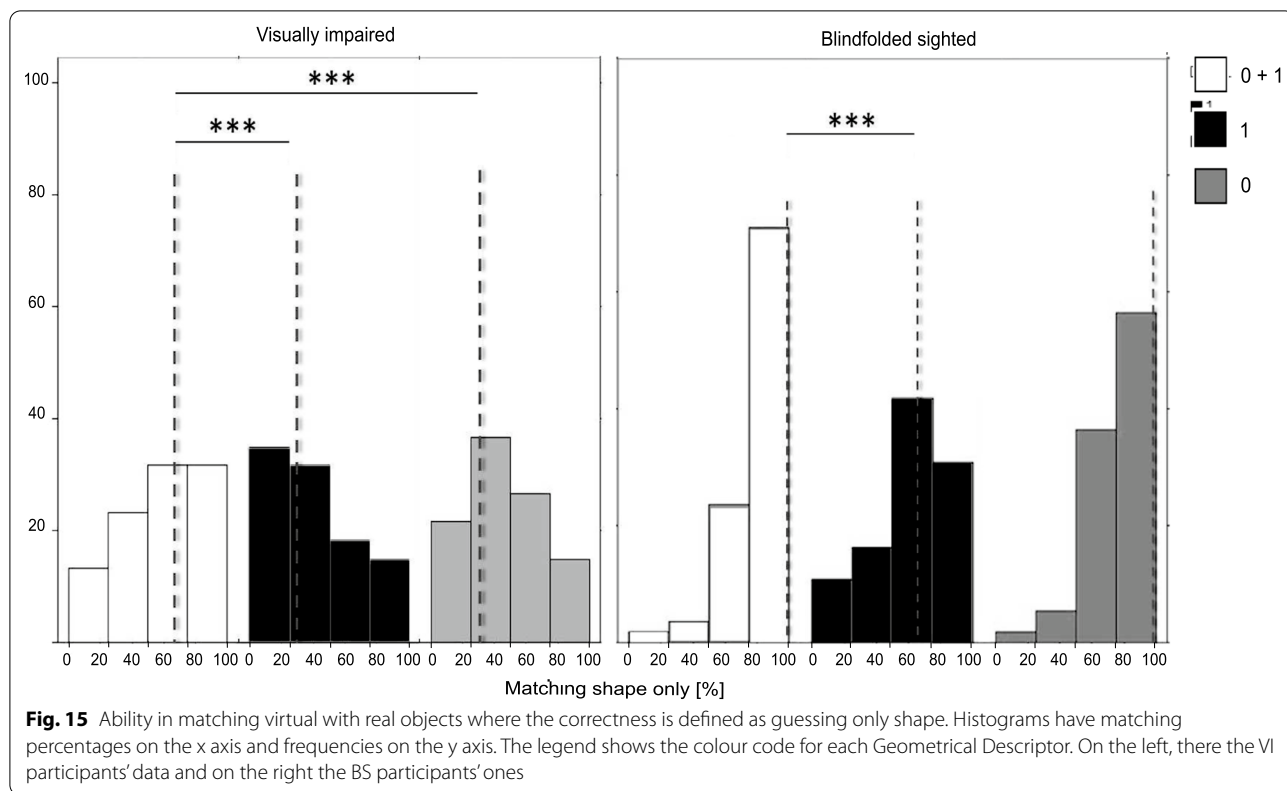 Visually impaired
Blindfolded sighted
100
80
60
40
20
***
***
***
0 + 1
1
1
0
0 20 40 60 80 100 0 20 40 60 80 100 0 20 40 60 80 100
0 20 40 60 80 100 0 20 40 60 80 100 0 20 40 60 80 100
Matching shape only [%]
Fig. 15 Ability in matching virtual with real objects where the correctness is defined as guessing only shape. Histograms have matching
percentages on the x axis and frequencies on the y axis. The legend shows the colour code for each Geometrical Descriptor. On the left, there the VI
participants' data and on the right the BS participants' ones